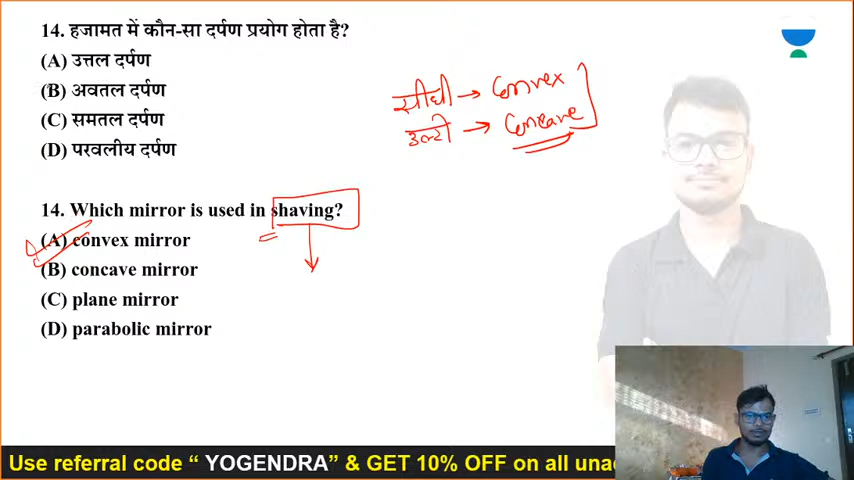 14. हजामत में कौन-सा दर्पण प्रयोग होता है?
(A) उत्तल दर्पण
(B) अवतल दर्पण
(C) समतल दर्पण
(D) परवलीय दर्पण
सीधी → Convex
उल्टी → Concave
14. Which mirror is used in shaving?
(A) convex mirror
(B) concave mirror
(C) plane mirror
(D) parabolic mirror
Use referral code “ YOGENDRA” & GET 10% OFF on all unac